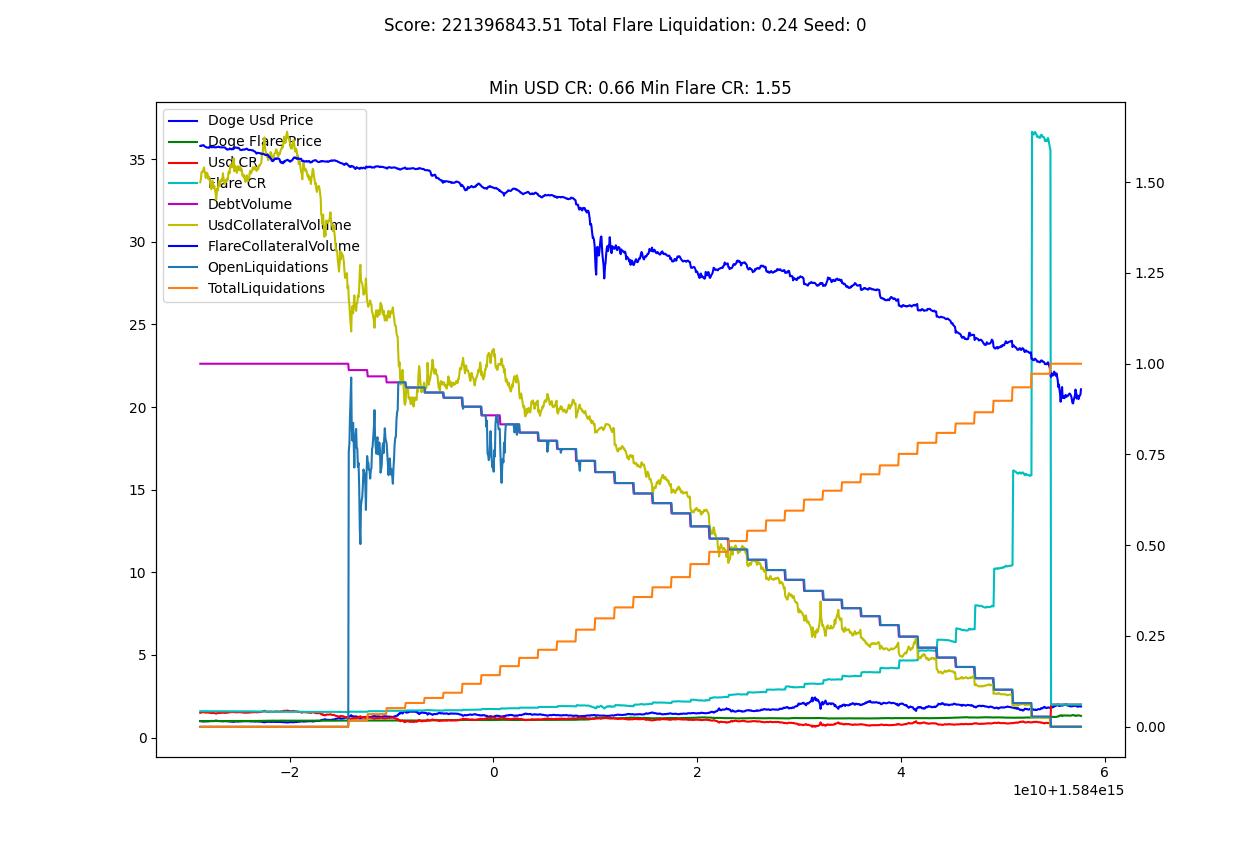 Score: 221396843.51 Total Flare Liquidation: 0.24 Seed: 0
Min USD CR: 0.66 Min Flare CR: 1.55
Doge Usd Price
Doge Flare Price
Usd CR
Flare CR
DebtVolume
UsdCollateralVolume
FlareCollateralVolume
OpenLiquidations
TotalLiquidations
35
30
25
20
15
10
5
0
1.50
1.25
1.00
0.75
0.50
0.25
0.00
−2
0
2
4
6
1e10+1.584e15